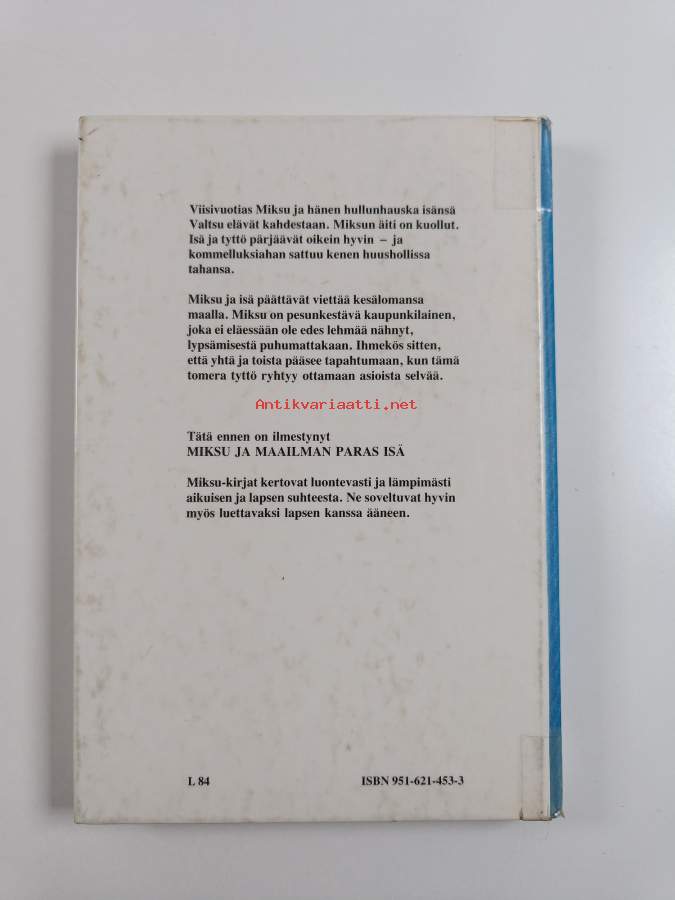 Viisivuotias Miksu ja hänen hullunhauska isänsä
Valtsu elävät kahdestaan. Miksun äiti on kuollut.
Isä ja tyttö pärjäävät oikein hyvin – ja
kommelluksiahan sattuu kenen huushollissa
tahansa.
Miksu ja isä päättävät viettää kesälomansa
maalla. Miksu on pesunkestävä kaupunkilainen,
joka ei eläessään ole edes lehmää nähnyt,
lypsämisestä puhumattakaan. Ihmekös sitten,
että yhtä ja toista pääsee tapahtumaan, kun tämä
tomera tyttö ryhtyy ottamaan asioista selvää.
Antikvariaatti.net
Tätä ennen on ilmestynyt
MIKSU JA MAAILMAN PARAS ISÄ
Miksu-kirjat kertovat luontevasti ja lämpimästi
aikuisen ja lapsen suhteesta. Ne soveltuvat hyvin
myös luettavaksi lapsen kanssa ääneen.
L 84 ISBN 951-621-453-3